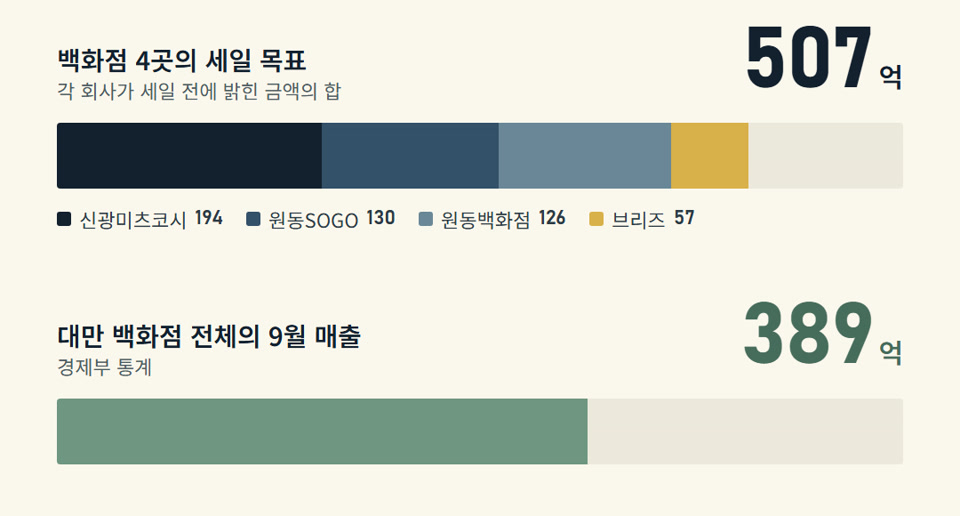 백화점 4곳의 세일 목표
각 회사가 세일 전에 밝힌 금액의 합
507억
신광미츠코시 194 원동SOGO 130 원동백화점 126 브리즈 57
대만 백화점 전체의 9월 매출
경제부 통계
389억